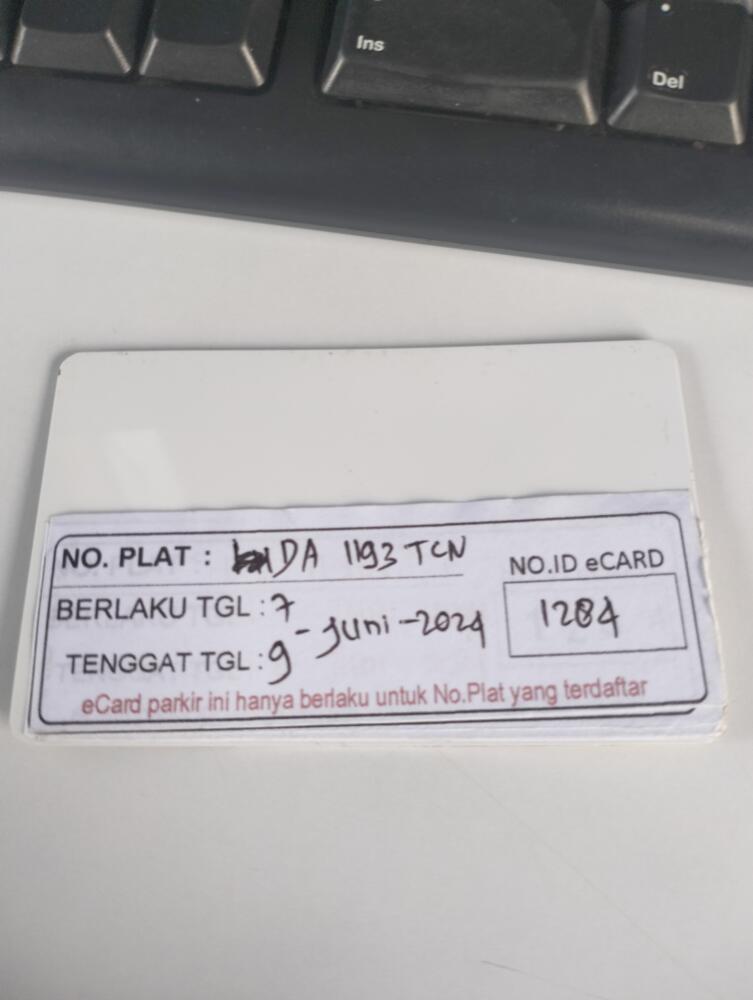 Ins
Del
NO. PLAT : DA 1193 TCN
NO.ID eCARD
1284
BERLAKU TGL : 7
- Juni - 2024
TENGGAT TGL : 9
eCard parkir ini hanya berlaku untuk No.Plat yang terdaftar